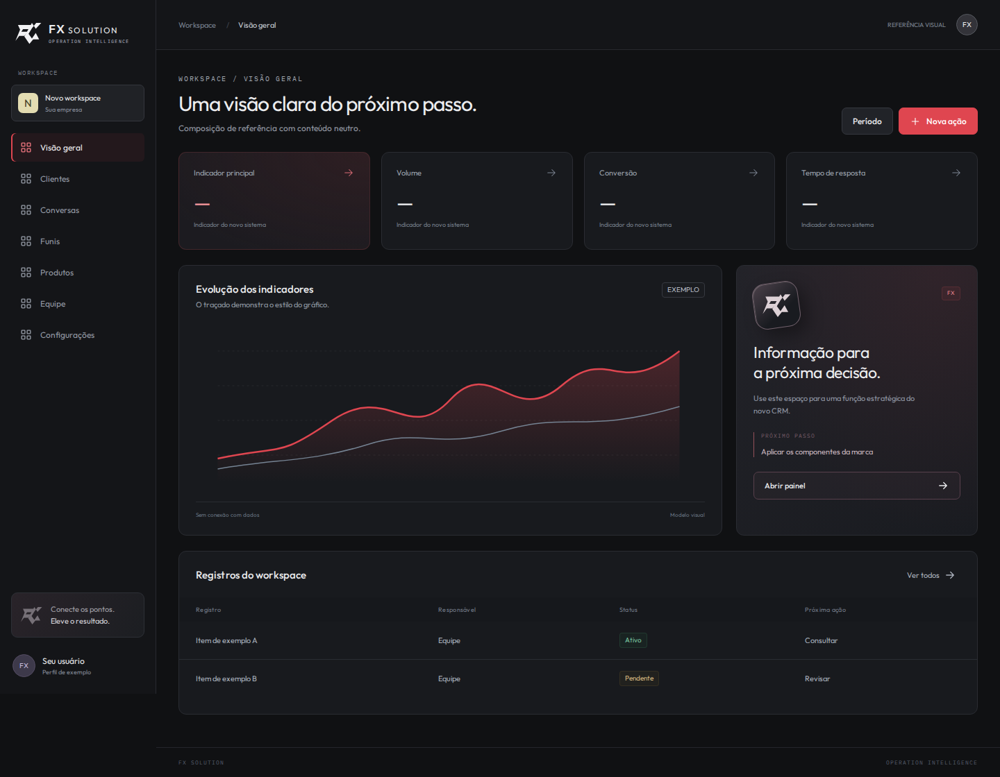 FX SOLUTION
OPERATION INTELLIGENCE
WORKSPACE
N
Novo workspace
Sua empresa
Visão geral
Clientes
Conversas
Funis
Produtos
Equipe
Configurações
Conecte os pontos.
Eleve o resultado.
FX
Seu usuário
Perfil de exemplo
Workspace / Visão geral
REFERÊNCIA VISUAL
FX
WORKSPACE / VISÃO GERAL
Uma visão clara do próximo passo.
Composição de referência com conteúdo neutro.
Período
Nova ação
Indicador principal
—
Indicador do novo sistema
Volume
—
Indicador do novo sistema
Conversão
—
Indicador do novo sistema
Tempo de resposta
—
Indicador do novo sistema
Evolução dos indicadores
O traçado demonstra o estilo do gráfico.
EXEMPLO
Sem conexão com dados
Modelo visual
FX
Informação para
a próxima decisão.
Use este espaço para uma função estratégica do
novo CRM.
PRÓXIMO PASSO
Aplicar os componentes da marca
Abrir painel
Registros do workspace
Ver todos
Registro Responsável Status Próxima ação
Item de exemplo A Equipe Ativo Consultar
Item de exemplo B Equipe Pendente Revisar
FX SOLUTION
OPERATION INTELLIGENCE